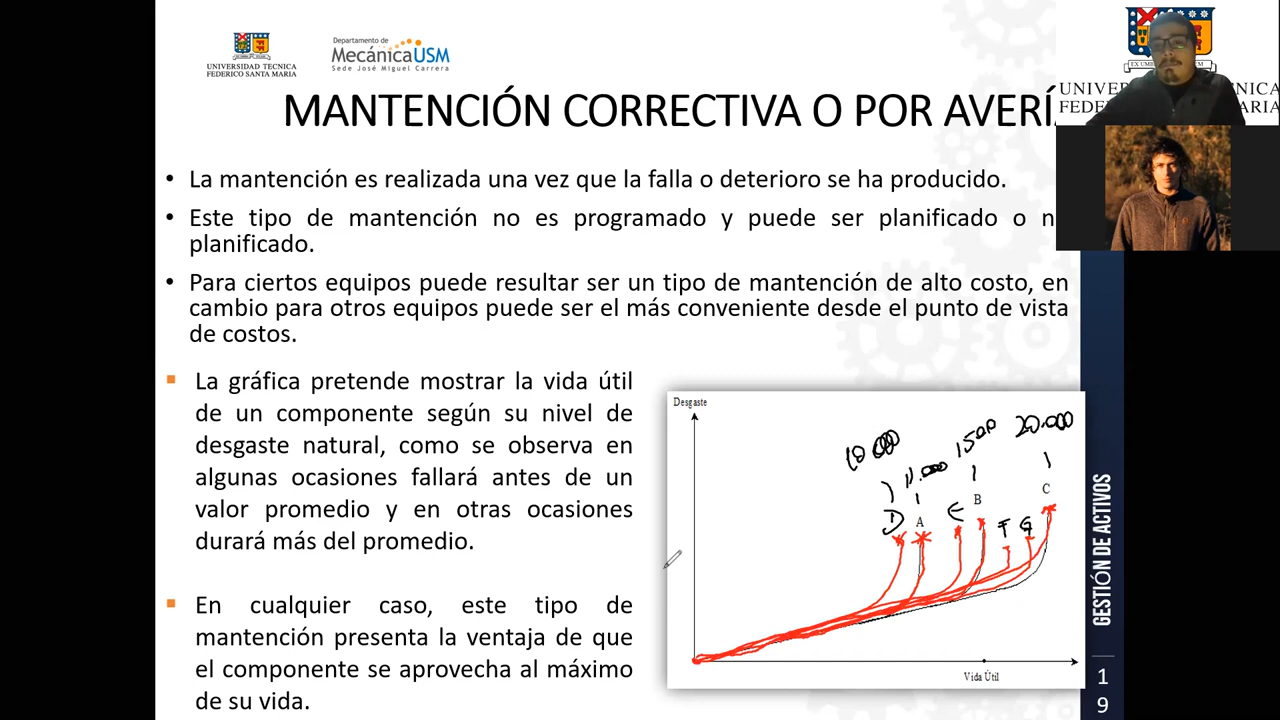 UNIVERSIDAD TECNICA
FEDERICO SANTA MARIA
Departamento de
MecánicaUSM
Sede José Miguel Carrera
MANTENCIÓN CORRECTIVA O POR AVERÍ
• La mantención es realizada una vez que la falla o deterioro se ha producido.
• Este tipo de mantención no es programado y puede ser planificado o n
planificado.
• Para ciertos equipos puede resultar ser un tipo de mantención de alto costo, en
cambio para otros equipos puede ser el más conveniente desde el punto de vista
de costos.
La gráfica pretende mostrar la vida útil
de un componente según su nivel de
desgaste natural, como se observa en
algunas ocasiones fallará antes de un
valor promedio y en otras ocasiones
durará más del promedio.
En cualquier caso, este tipo de
mantención presenta la ventaja de que
el componente se aprovecha al máximo
de su vida.
Desgaste
10 000
11.000
20.000
D
A
E
B
F
G
C
Vida Útil
GESTIÓN DE ACTIVOS
19
UNIVER
TECNICA
FEDER
ARIA